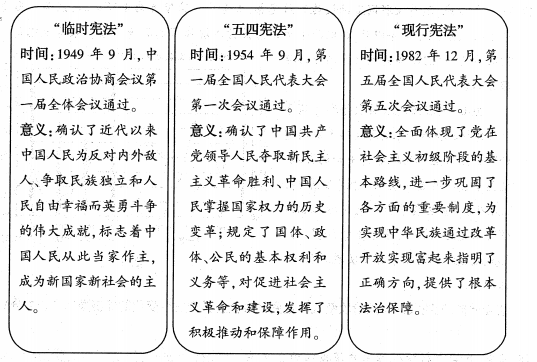 “临时宪法”
时间：1949 年 9 月，中
国人民政治协商会议第
一届全体会议通过。
意义：确认了近代以来
中国人民为反对内外敌
人、争取民族独立和人
民自由幸福而英勇斗争
的伟大成就，标志着中
国人民从此当家作主，
成为新国家新社会的主
人。
“五四宪法”
时间：1954 年 9 月，第
一届全国人民代表大会
第一次会议通过。
意义：确认了中国共产
党领导人民夺取新民主
主义革命胜利、中国人
民掌握国家权力的历史
变革；规定了国体、政
体、公民的基本权利和
义务等，对促进社会主
义革命和建设，发挥了
积极推动和保障作用。
“现行宪法”
时间：1982 年 12 月，第
五届全国人民代表大会
第五次会议通过。
意义：全面体现了党在
社会主义初级阶段的基
本路线，进一步巩固了
各方面的重要制度，为
实现中华民族通过改革
开放实现富起来指明了
正确方向，提供了根本
法治保障。